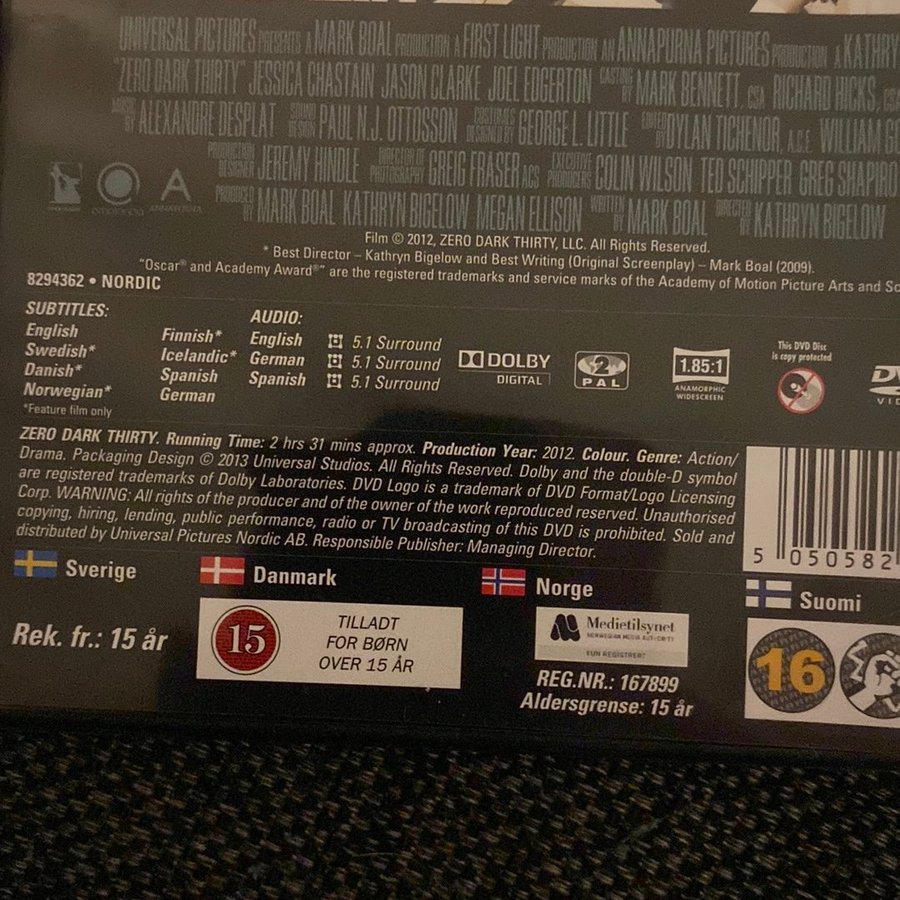 UNIVERSAL PICTURES PRESENTS A MARK BOAL PRODUCTION A FIRST LIGHT PRODUCTION AN ANNAPURNA PICTURES PRODUCTION A KATHRY
"ZERO DARK THIRTY" JESSICA CHASTAIN JASON CLARKE JOEL EDGERTON CASTING BY MARK BENNETT, CSA RICHARD HICKS, CSA
MUSIC BY ALEXANDRE DESPLAT SOUND DESIGN PAUL N.J. OTTOSSON COSTUMES DESIGNED BY GEORGE L. LITTLE EDITED BY DYLAN TICHENOR, A.C.E. WILLIAM GO
PRODUCTION DESIGNER JEREMY HINDLE DIRECTOR OF PHOTOGRAPHY GREIG FRASER ACS EXECUTIVE PRODUCERS COLIN WILSON TED SCHIPPER GREG SHAPIRO
PRODUCED BY MARK BOAL KATHRYN BIGELOW MEGAN ELLISON WRITTEN BY MARK BOAL DIRECTED BY KATHRYN BIGELOW
ANNAPURNA
Film © 2012, ZERO DARK THIRTY, LLC. All Rights Reserved.
* Best Director – Kathryn Bigelow and Best Writing (Original Screenplay) – Mark Boal (2009).
"Oscar® and Academy Award®" are the registered trademarks and service marks of the Academy of Motion Picture Arts and Sc
8294362 • NORDIC
SUBTITLES:
English
Swedish*
Danish*
Norwegian*
*Feature film only
Finnish*
Icelandic*
Spanish
German
AUDIO:
English 5.1 Surround
German 5.1 Surround
Spanish 5.1 Surround
DOLBY
DIGITAL
2
PAL
1.85:1
ANAMORPHIC
WIDESCREEN
This DVD Disc
is copy protected
DV
VID
ZERO DARK THIRTY. Running Time: 2 hrs 31 mins approx. Production Year: 2012. Colour. Genre: Action/
Drama. Packaging Design © 2013 Universal Studios. All Rights Reserved. Dolby and the double-D symbol
are registered trademarks of Dolby Laboratories. DVD Logo is a trademark of DVD Format/Logo Licensing
Corp. WARNING: All rights of the producer and of the owner of the work reproduced reserved. Unauthorised
copying, hiring, lending, public performance, radio or TV broadcasting of this DVD is prohibited. Sold and
distributed by Universal Pictures Nordic AB. Responsible Publisher: Managing Director.
5 050582
Sverige
Rek. fr.: 15 år
Danmark
15
TILLADT
FOR BØRN
OVER 15 ÅR
Norge
Medietilsynet
NORWEGIAN MEDIA AUTHORITY
KUN REGISTRERT
REG.NR.: 167899
Aldersgrense: 15 år
Suomi
16